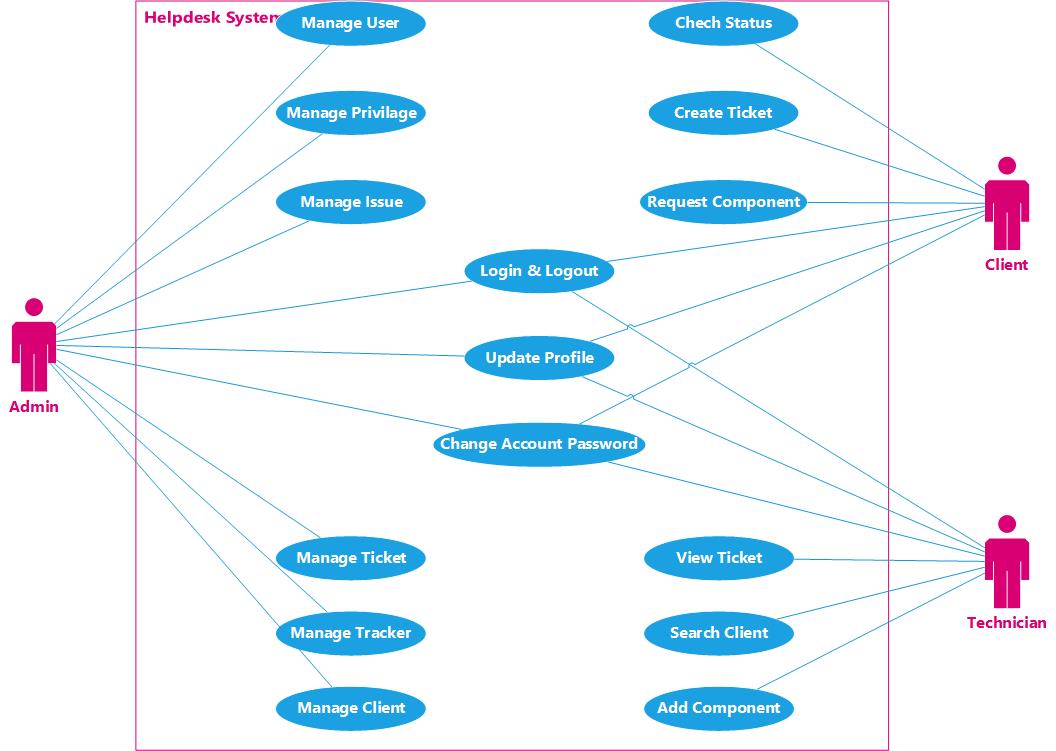 Helpdesk System
Manage User
Chech Status
Manage Privilage
Create Ticket
Manage Issue
Request Component
Client
Login & Logout
Admin
Update Profile
Change Account Password
Manage Ticket
View Ticket
Technician
Manage Tracker
Search Client
Manage Client
Add Component